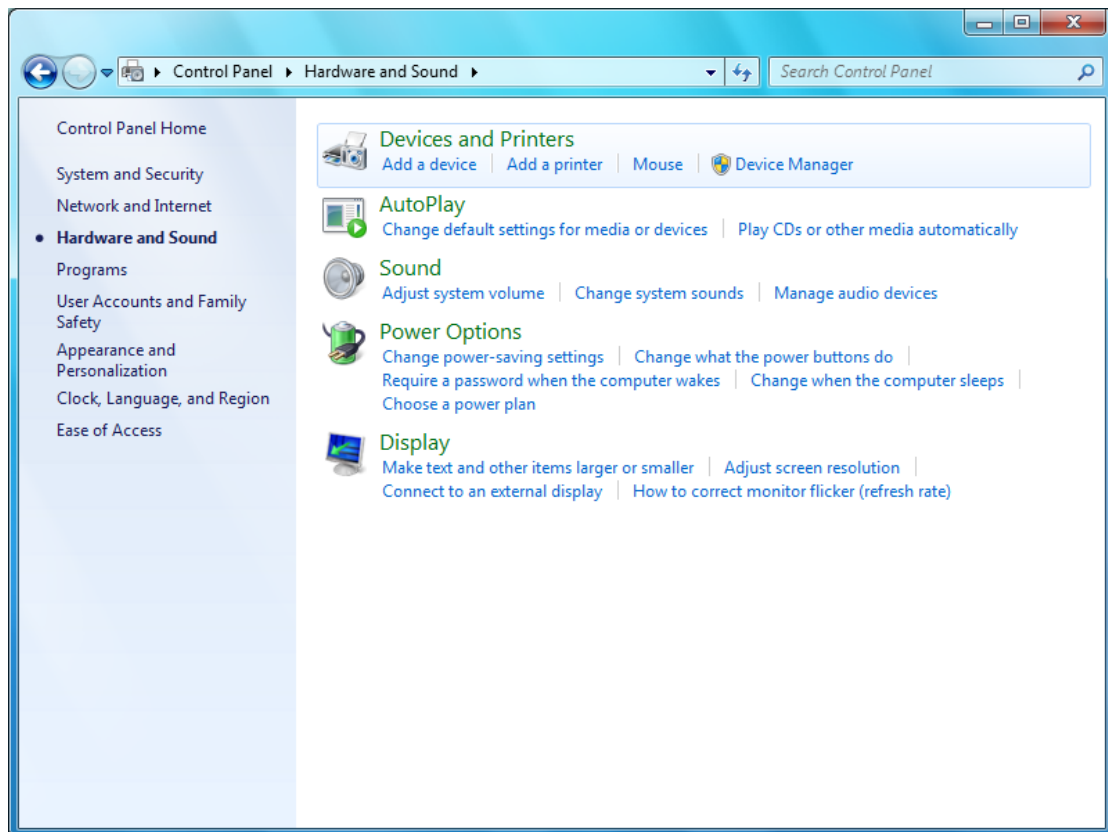 Control Panel Hardware and Sound Search Control Panel
Control Panel Home
System and Security
Network and Internet
Hardware and Sound
Programs
User Accounts and Family
Safety
Appearance and
Personalization
Clock, Language, and Region
Ease of Access
Devices and Printers
Add a device Add a printer Mouse Device Manager
AutoPlay
Change default settings for media or devices Play CDs or other media automatically
Sound
Adjust system volume Change system sounds Manage audio devices
Power Options
Change power-saving settings Change what the power buttons do
Require a password when the computer wakes Change when the computer sleeps
Choose a power plan
Display
Make text and other items larger or smaller Adjust screen resolution
Connect to an external display How to correct monitor flicker (refresh rate)